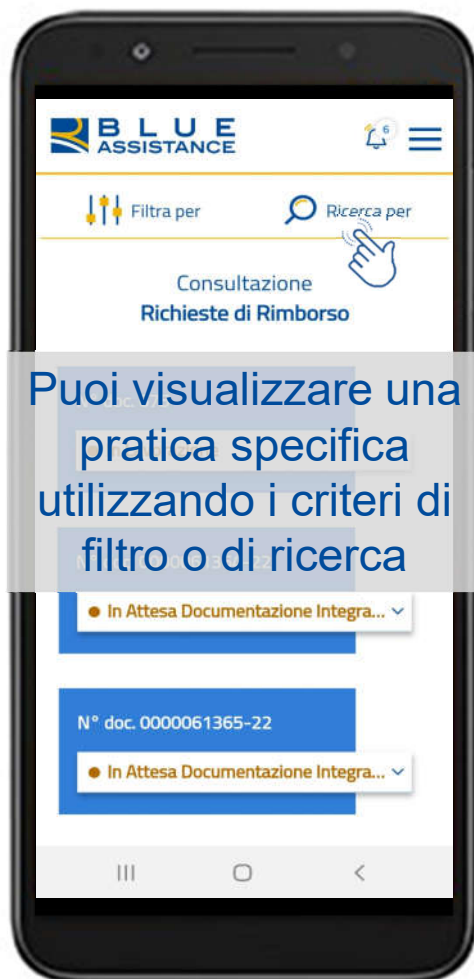 BLUE
ASSISTANCE
6
Filtra per
Ricerca per
Consultazione
Richieste di Rimborso
Puoi visualizzare una
pratica specifica
utilizzando i criteri di
filtro o di ricerca
In Attesa Documentazione Integra...
N° doc. 0000061365-22
In Attesa Documentazione Integra...